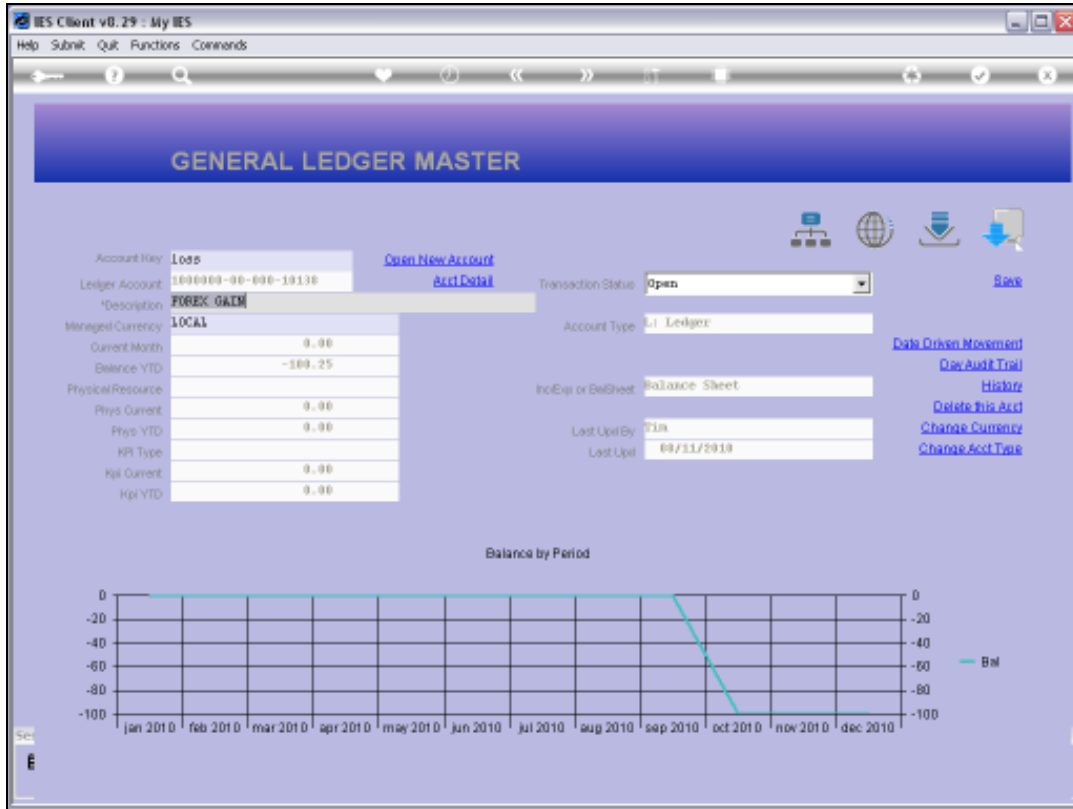 IES Client v8.29 : My IES
Help Submit Quit Functions Commands
GENERAL LEDGER MASTER
Account Key loss Open New Account
Ledger Account 1000000-00-000-10130 Acct Detail Transaction Status Open Save
*Description FOREX GAIN
Managed Currency LOCAL Account Type L: Ledger
Current Month 0.00 Date Driven Movement
Balance YTD -100.25 Day Audit Trail
Physical Resource Inc/Exp or BalSheet Balance Sheet History
Phys Current 0.00 Delete this Acct
Phys YTD 0.00 Last Upd By Tim Change Currency
KPI Type Last Upd 08/11/2010 Change Acct Type
Kpi Current 0.00
Kpi YTD 0.00
Balance by Period
0 0
-20 -20
-40 -40
-60 -60 Bal
-80 -80
-100 -100
jan 2010 feb 2010 mar 2010 apr 2010 may 2010 jun 2010 jul 2010 aug 2010 sep 2010 oct 2010 nov 2010 dec 2010